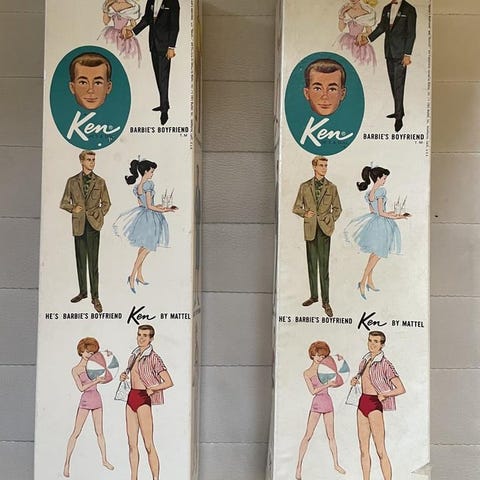 Ken
BARBIE'S BOYFRIEND
T.M.
HE'S BARBIE'S BOYFRIEND Ken BY MATTEL
Ken
BARBIE'S BOYFRIEND
T.M.
HE'S BARBIE'S BOYFRIEND Ken BY MATTEL